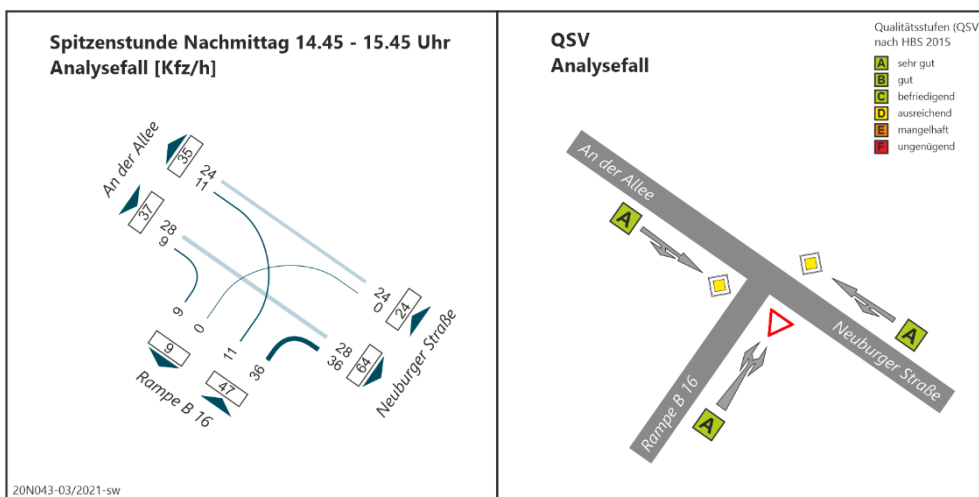 Spitzenstunde Nachmittag 14.45 - 15.45 Uhr
Analysefall [Kfz/h]
An der Allee
35
24
11
37
28
9
9
0
11
36
9
47
Rampe B 16
24
0
24
28
36
64
Neuburger Straße
20N043-03/2021-sw
QSV
Analysefall
Qualitätsstufen (QSV
nach HBS 2015
A sehr gut
B gut
C befriedigend
D ausreichend
E mangelhaft
F ungenügend
An der Allee
A
Neuburger Straße
A
Rampe B 16
A